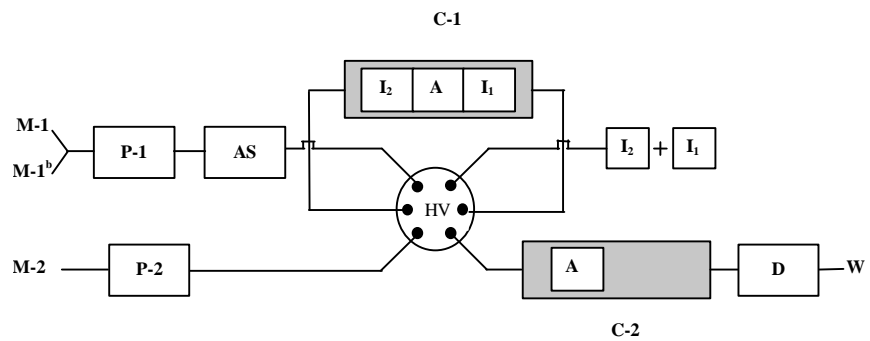 C-1
I₂ A I₁
M-1
M-1ᵇ
P-1 AS I₂ + I₁
HV
M-2 P-2 A D W
C-2